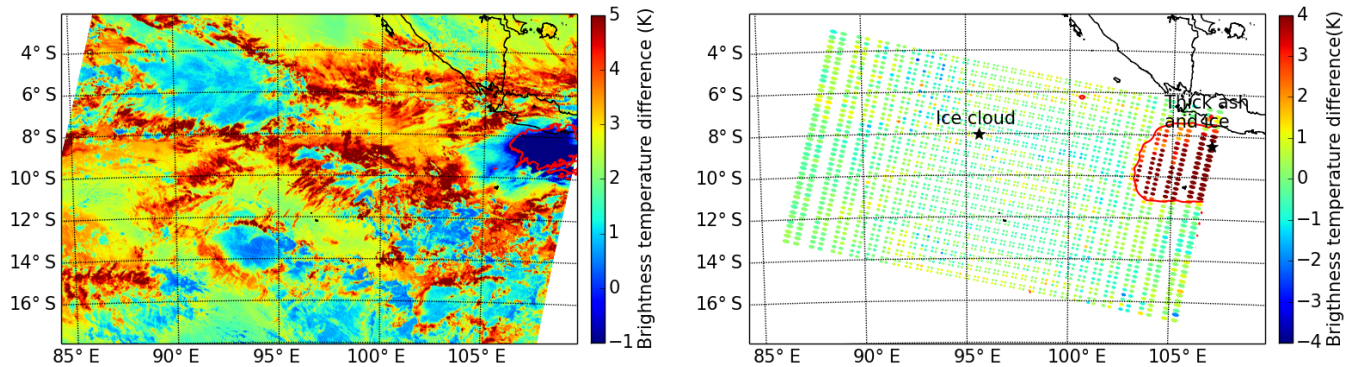 5
4
3
2
1
0
−1
Brightness temperature difference (K)
4° S
6° S
8° S
10° S
12° S
14° S
16° S
85° E
90° E
95° E
100° E
105° E
4
3
2
1
0
−1
−2
−3
−4
Brightness temperature difference(K)
4° S
6° S
8° S
10° S
12° S
14° S
16° S
85° E
90° E
95° E
100° E
105° E
Ice cloud
Thick ash
and ice